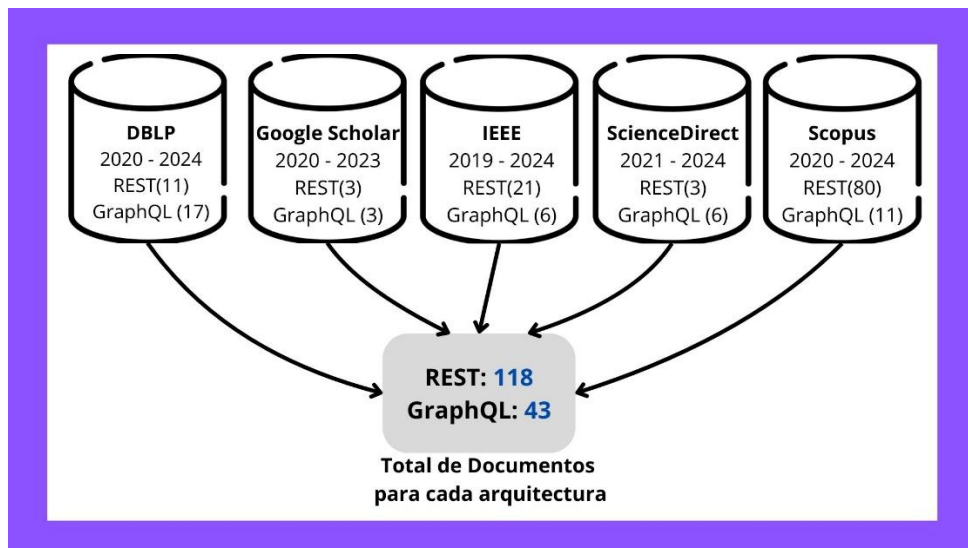 DBLP
2020 - 2024
REST(11)
GraphQL (17)
Google Scholar
2020 - 2023
REST(3)
GraphQL (3)
IEEE
2019 - 2024
REST(21)
GraphQL (6)
ScienceDirect
2021 - 2024
REST(3)
GraphQL (6)
Scopus
2020 - 2024
REST(80)
GraphQL (11)
REST: 118
GraphQL: 43
Total de Documentos
para cada arquitectura